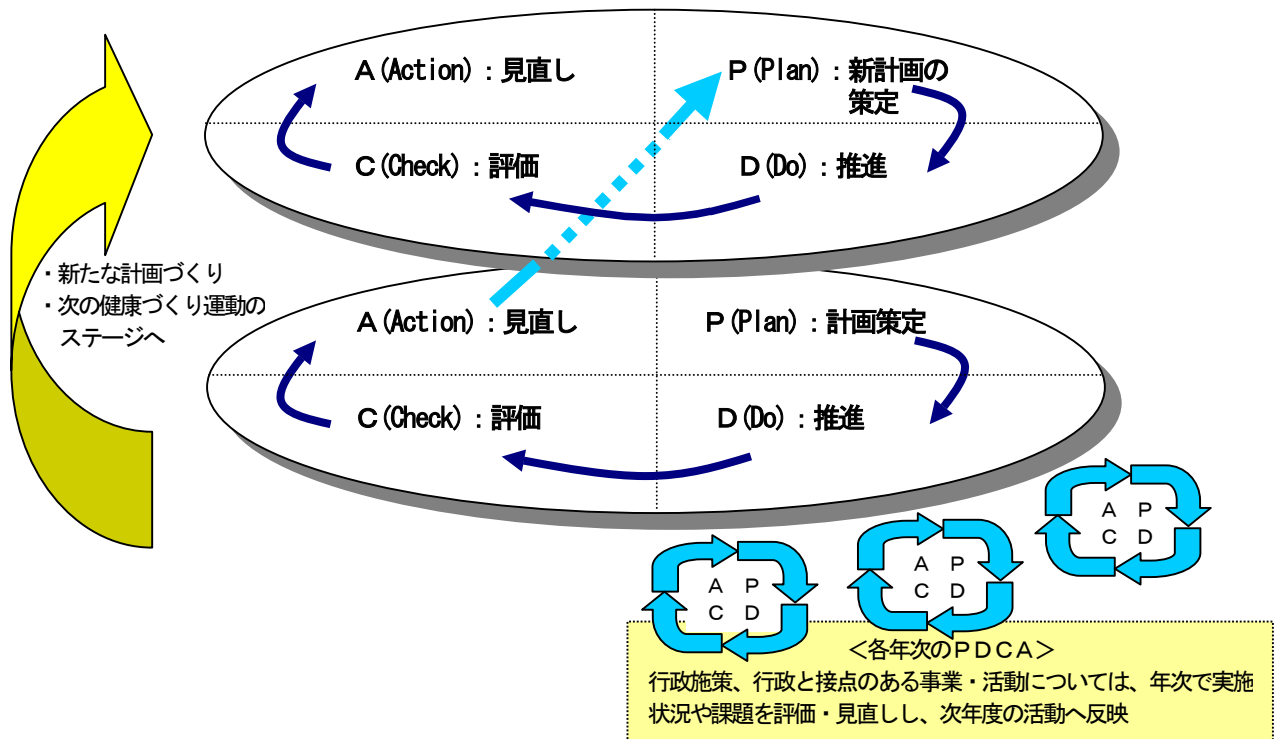 A(Action):見直し
P(Plan):新計画の
策定
C(Check):評価
D(Do):推進
・新たな計画づくり
・次の健康づくり運動の
ステージへ
A(Action):見直し
P(Plan):計画策定
C(Check):評価
D(Do):推進
A P
C D
A P
C D
A P
C D
<各年次のPDCA>
行政施策、行政と接点のある事業・活動については、年次で実施
状況や課題を評価・見直しし、次年度の活動へ反映